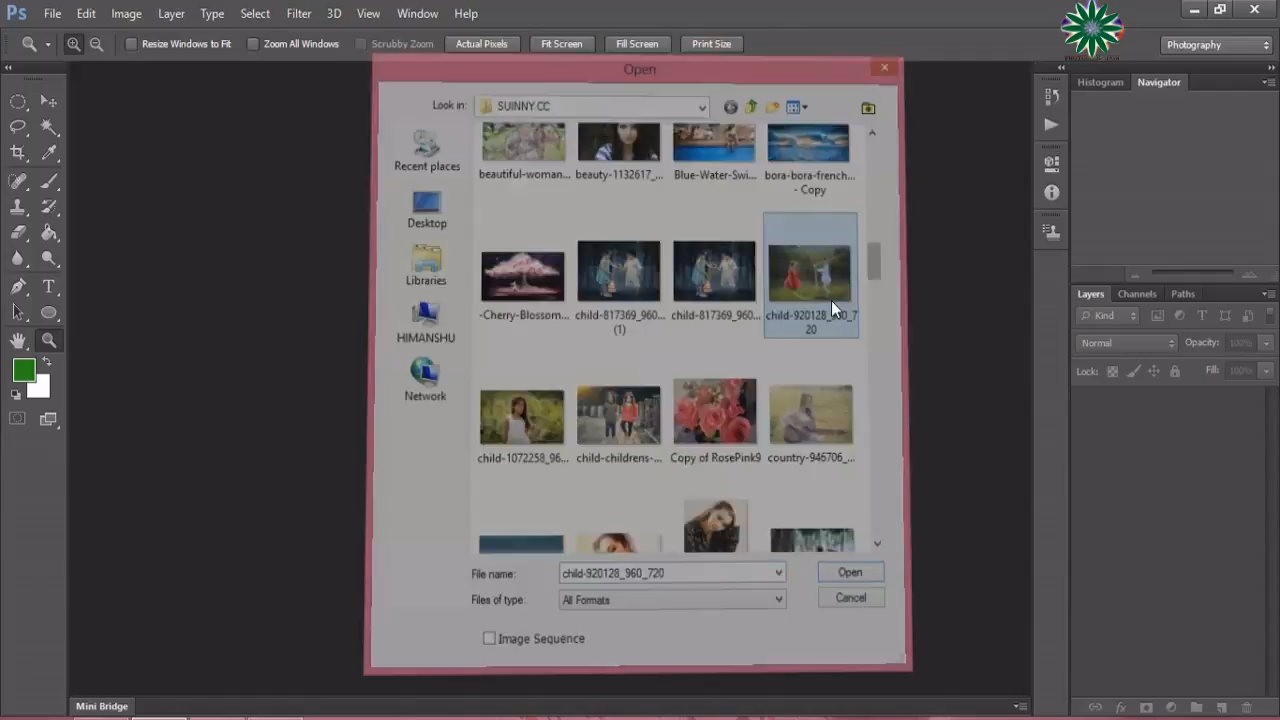 Ps File Edit Image Layer Type Select Filter 3D View Window Help
Resize Windows to Fit Zoom All Windows Scrubby Zoom Actual Pixels Fit Screen Fill Screen Print Size Photography
Open
Histogram Navigator
Look in: SUINNY CC
Recent places
Desktop
Libraries
HIMANSHU
Network
beautiful-woman... beauty-1132617_... Blue-Water-Swi... bora-bora-french...
- Copy
-Cherry-Blossom... child-817369_960... child-817369_960... child-920128_960_7
(1) 20
child-1072258_96... child-childrens-... Copy of RosePink9 country-946706_...
File name: child-920128_960_720 Open
Files of type: All Formats Cancel
Image Sequence
Layers Channels Paths
Kind
Normal Opacity: 100%
Lock: Fill: 100%
Mini Bridge